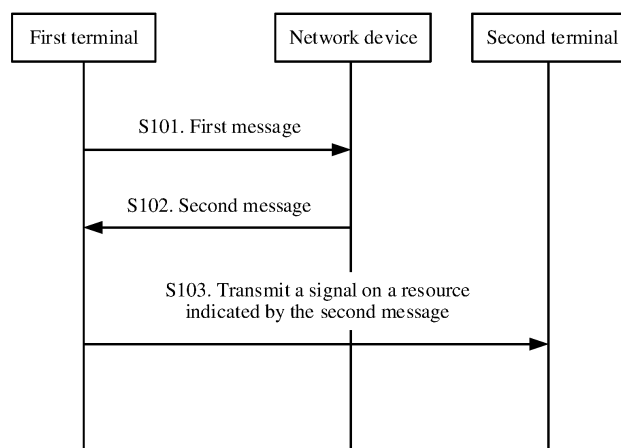 First terminal
Network device
Second terminal
S101. First message
S102. Second message
S103. Transmit a signal on a resource
indicated by the second message